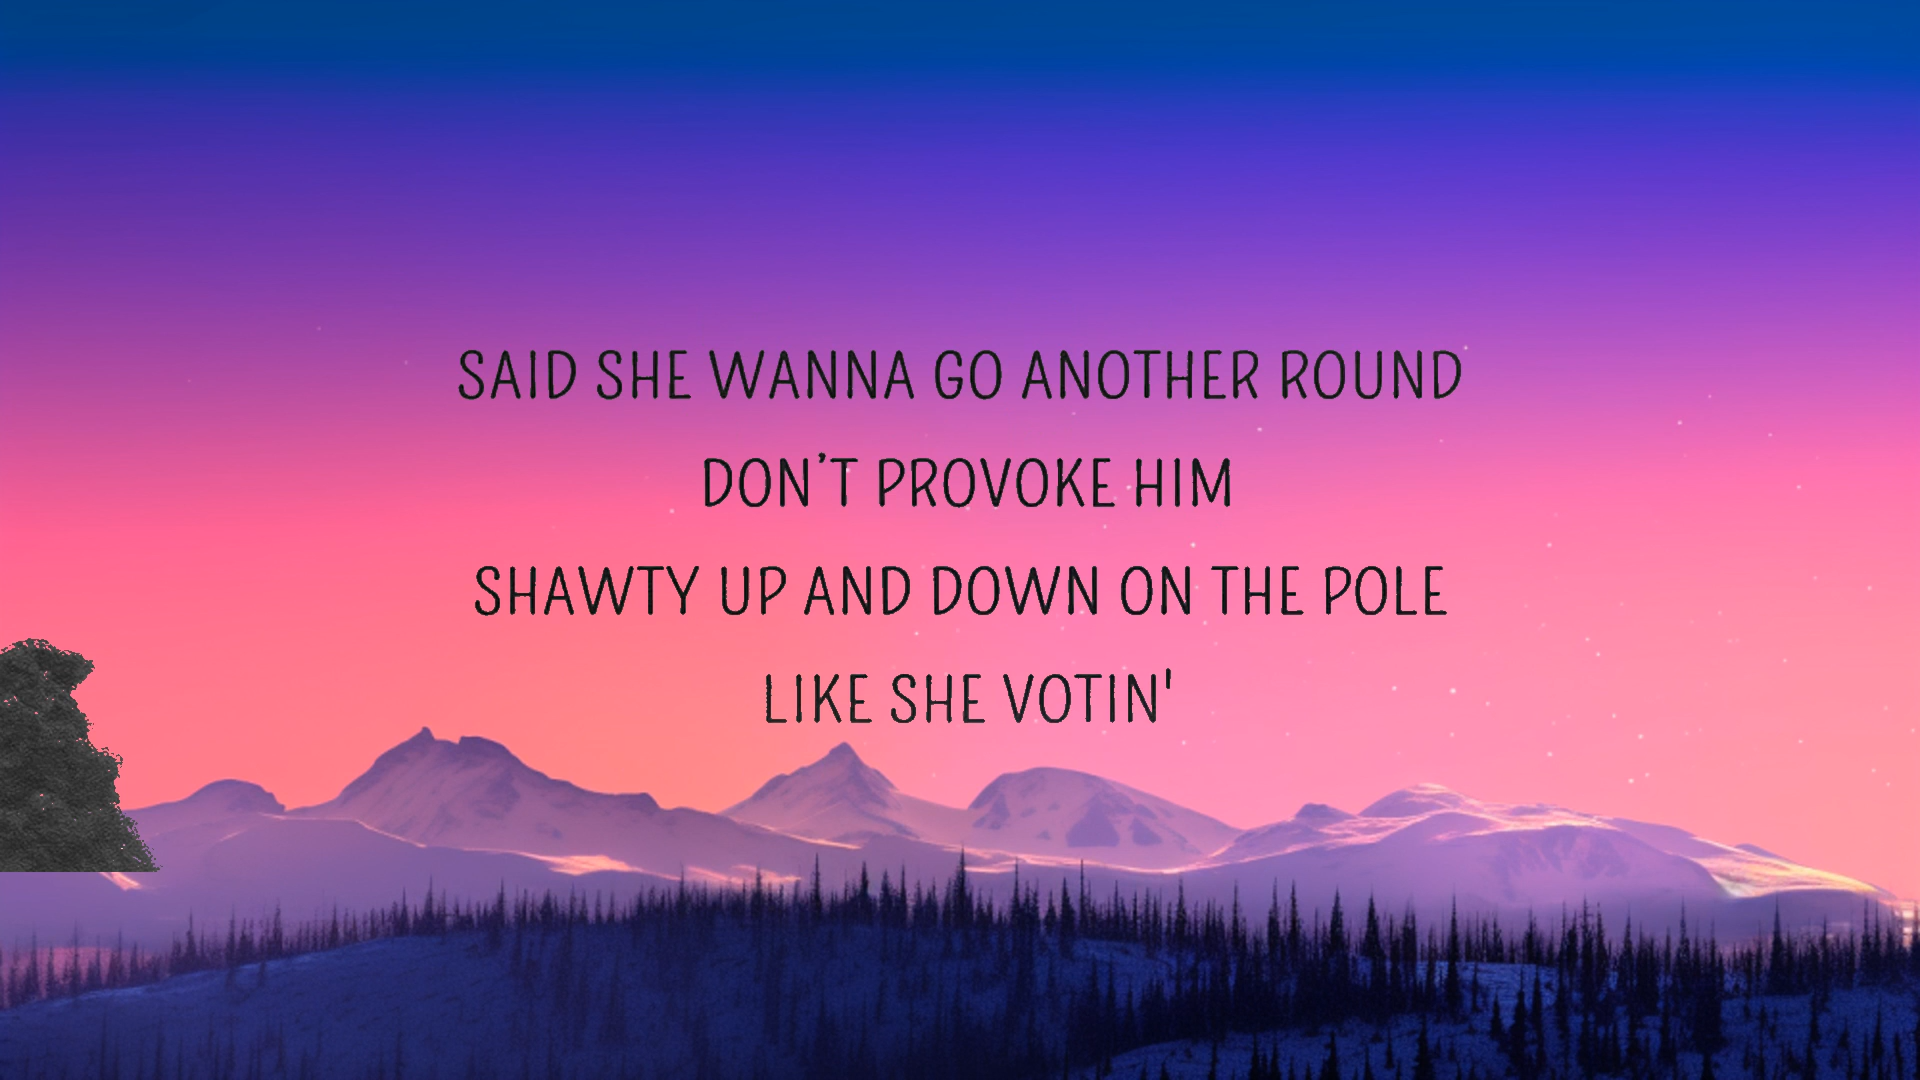 SAID SHE WANNA GO ANOTHER ROUND
DON'T PROVOKE HIM
SHAWTY UP AND DOWN ON THE POLE
LIKE SHE VOTIN'